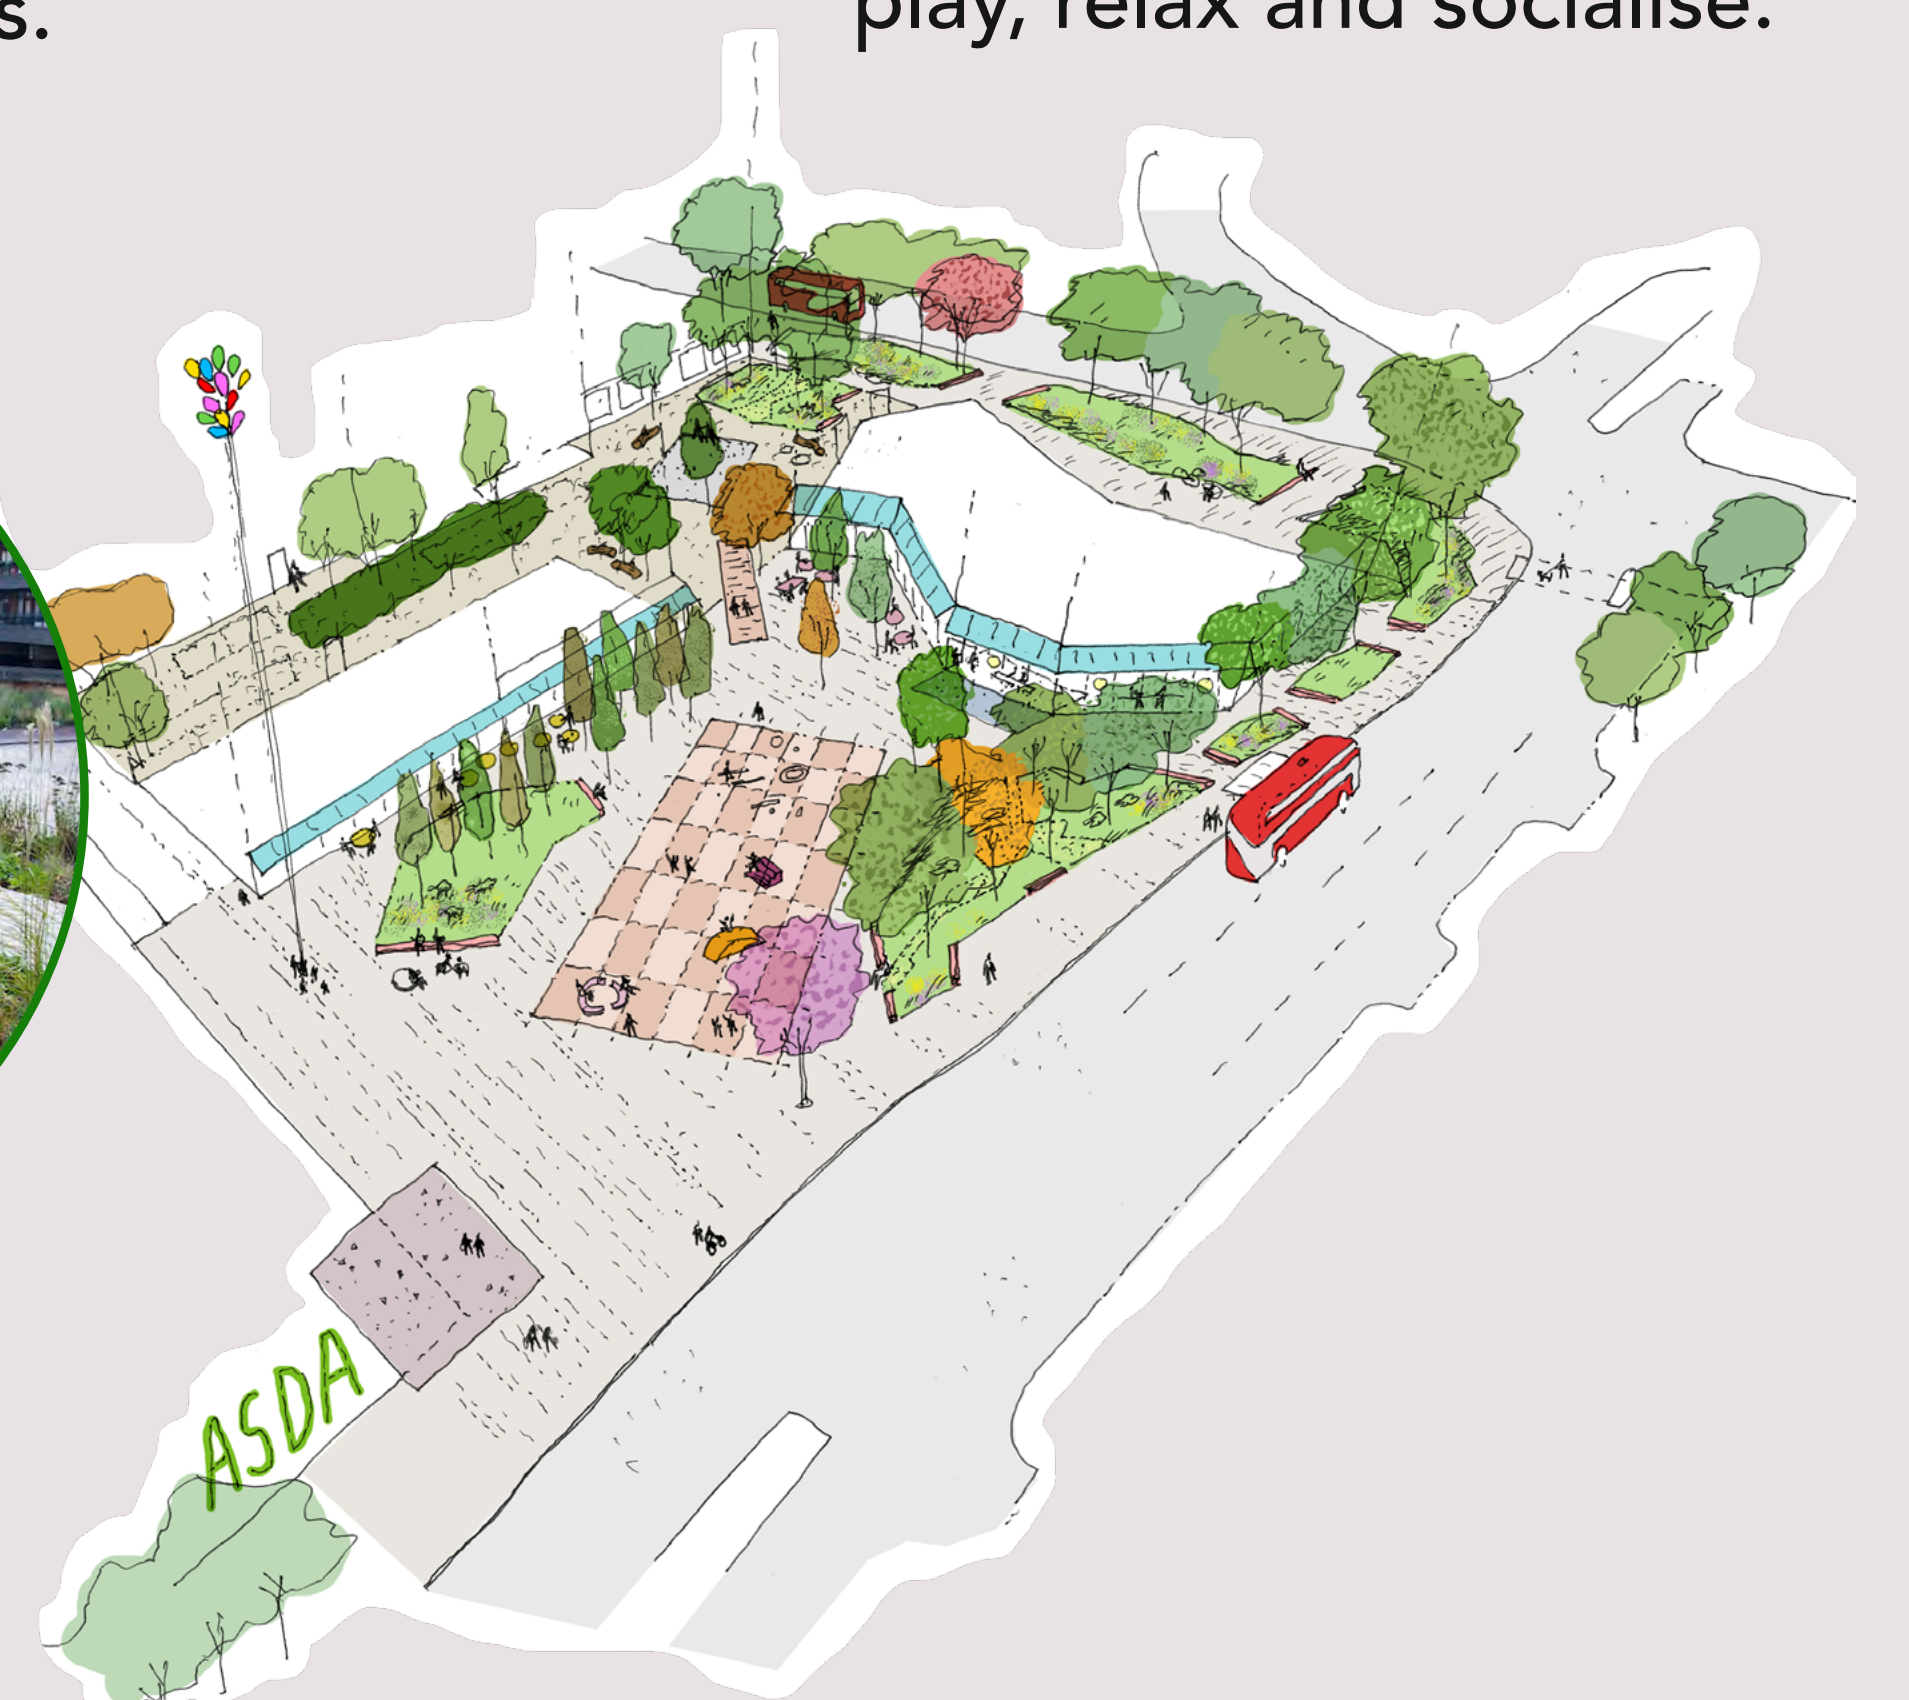 s.
play, relax and socialise.
ASDA